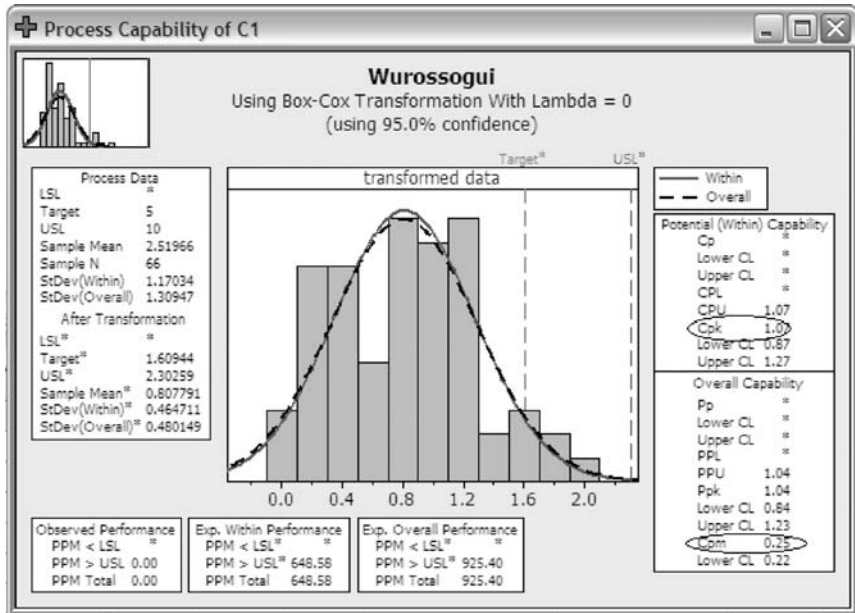 Process Capability of C1
Wurossogui
Using Box-Cox Transformation With Lambda = 0
(using 95.0% confidence)
Process Data
LSL *
Target 5
USL 10
Sample Mean 2.51966
Sample N 66
StDev(Within) 1.17034
StDev(Overall) 1.30947
After Transformation
LSL* *
Target* 1.60944
USL* 2.30259
Sample Mean* 0.807791
StDev(Within)* 0.464711
StDev(Overall)* 0.480149
Target* USL*
transformed data
0.0 0.4 0.8 1.2 1.6 2.0
Within
Overall
Potential (Within) Capability
Cp *
Lower CL *
Upper CL *
CPL *
CPU 1.07
Cpk 1.07
Lower CL 0.87
Upper CL 1.27
Overall Capability
Pp *
Lower CL *
Upper CL *
PPL *
PPU 1.04
Ppk 1.04
Lower CL 0.84
Upper CL 1.23
Cpm 0.25
Lower CL 0.22
Observed Performance
PPM < LSL *
PPM > USL 0.00
PPM Total 0.00
Exp. Within Performance
PPM < LSL* *
PPM > USL* 648.58
PPM Total 648.58
Exp. Overall Performance
PPM < LSL* *
PPM > USL* 925.40
PPM Total 925.40